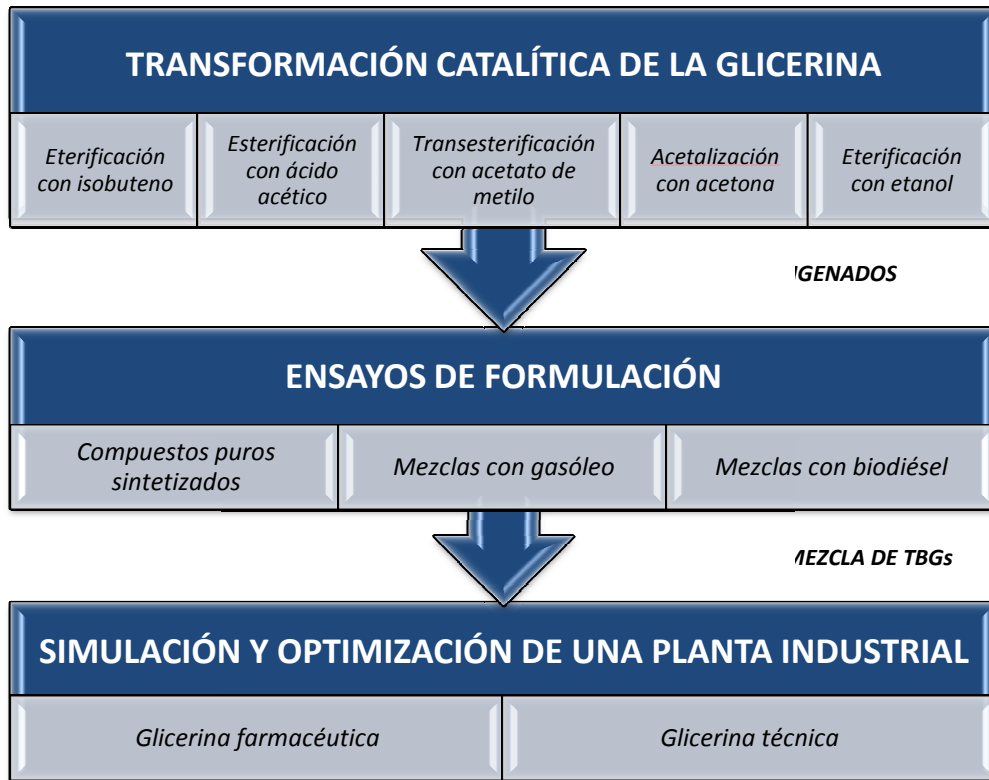 TRANSFORMACIÓN CATALÍTICA DE LA GLICERINA
Eterificación
con isobuteno
Esterificación
con ácido
acético
Transesterificación
con acetato de
metilo
Acetalización
con acetona
Eterificación
con etanol
ENSAYOS DE FORMULACIÓN
Compuestos puros
sintetizados
Mezclas con gasóleo
Mezclas con biodiésel
DE TBGs
SIMULACIÓN Y OPTIMIZACIÓN DE UNA PLANTA INDUSTRIAL
Glicerina farmacéutica
Glicerina técnica